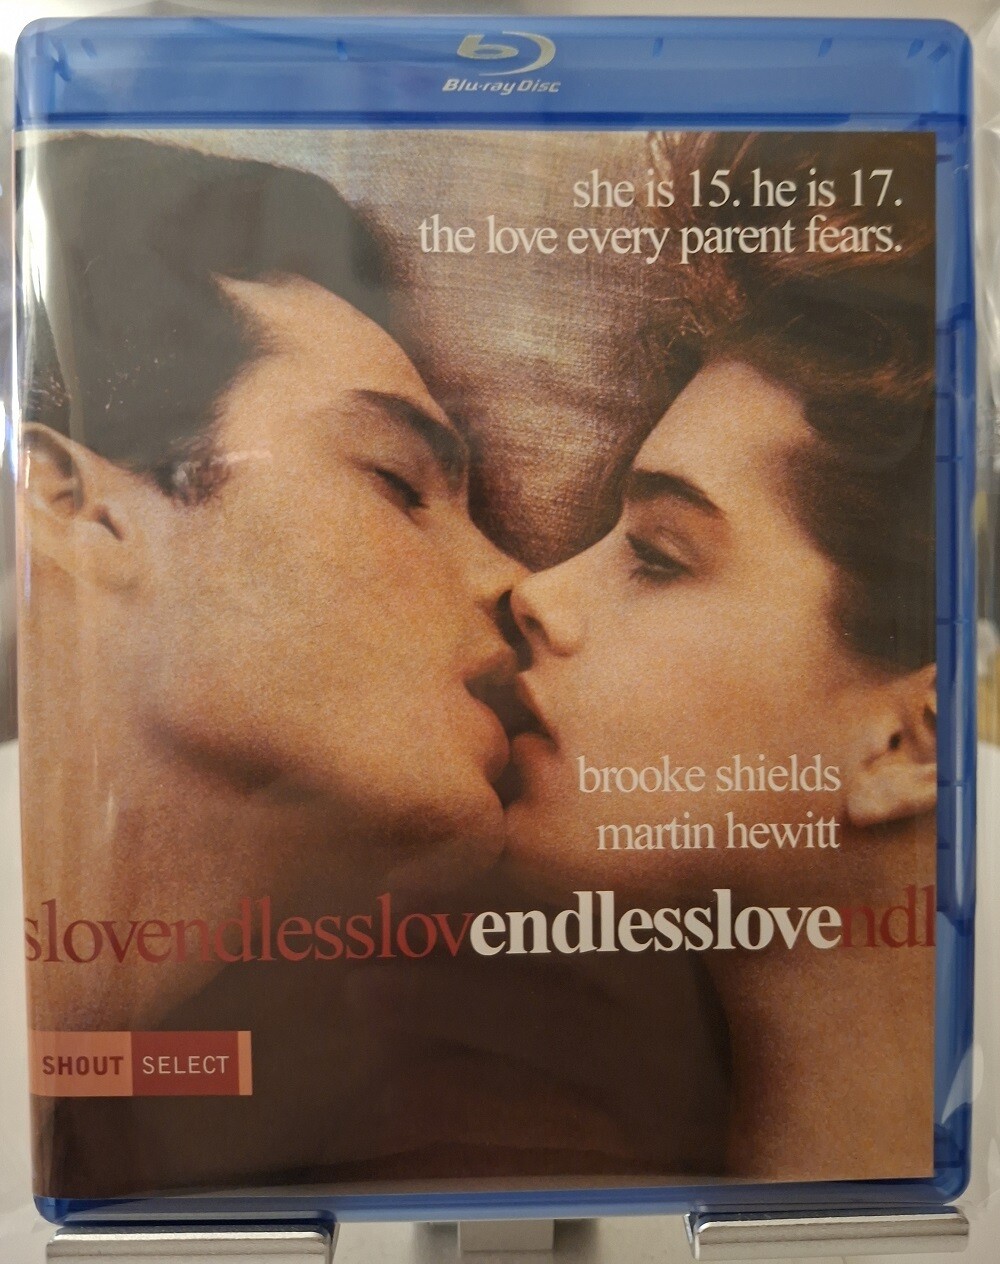 Blu-ray Disc
she is 15. he is 17.
the love every parent fears.
brooke shields
martin hewitt
slovendlesslovendlesslovendl
SHOUT SELECT